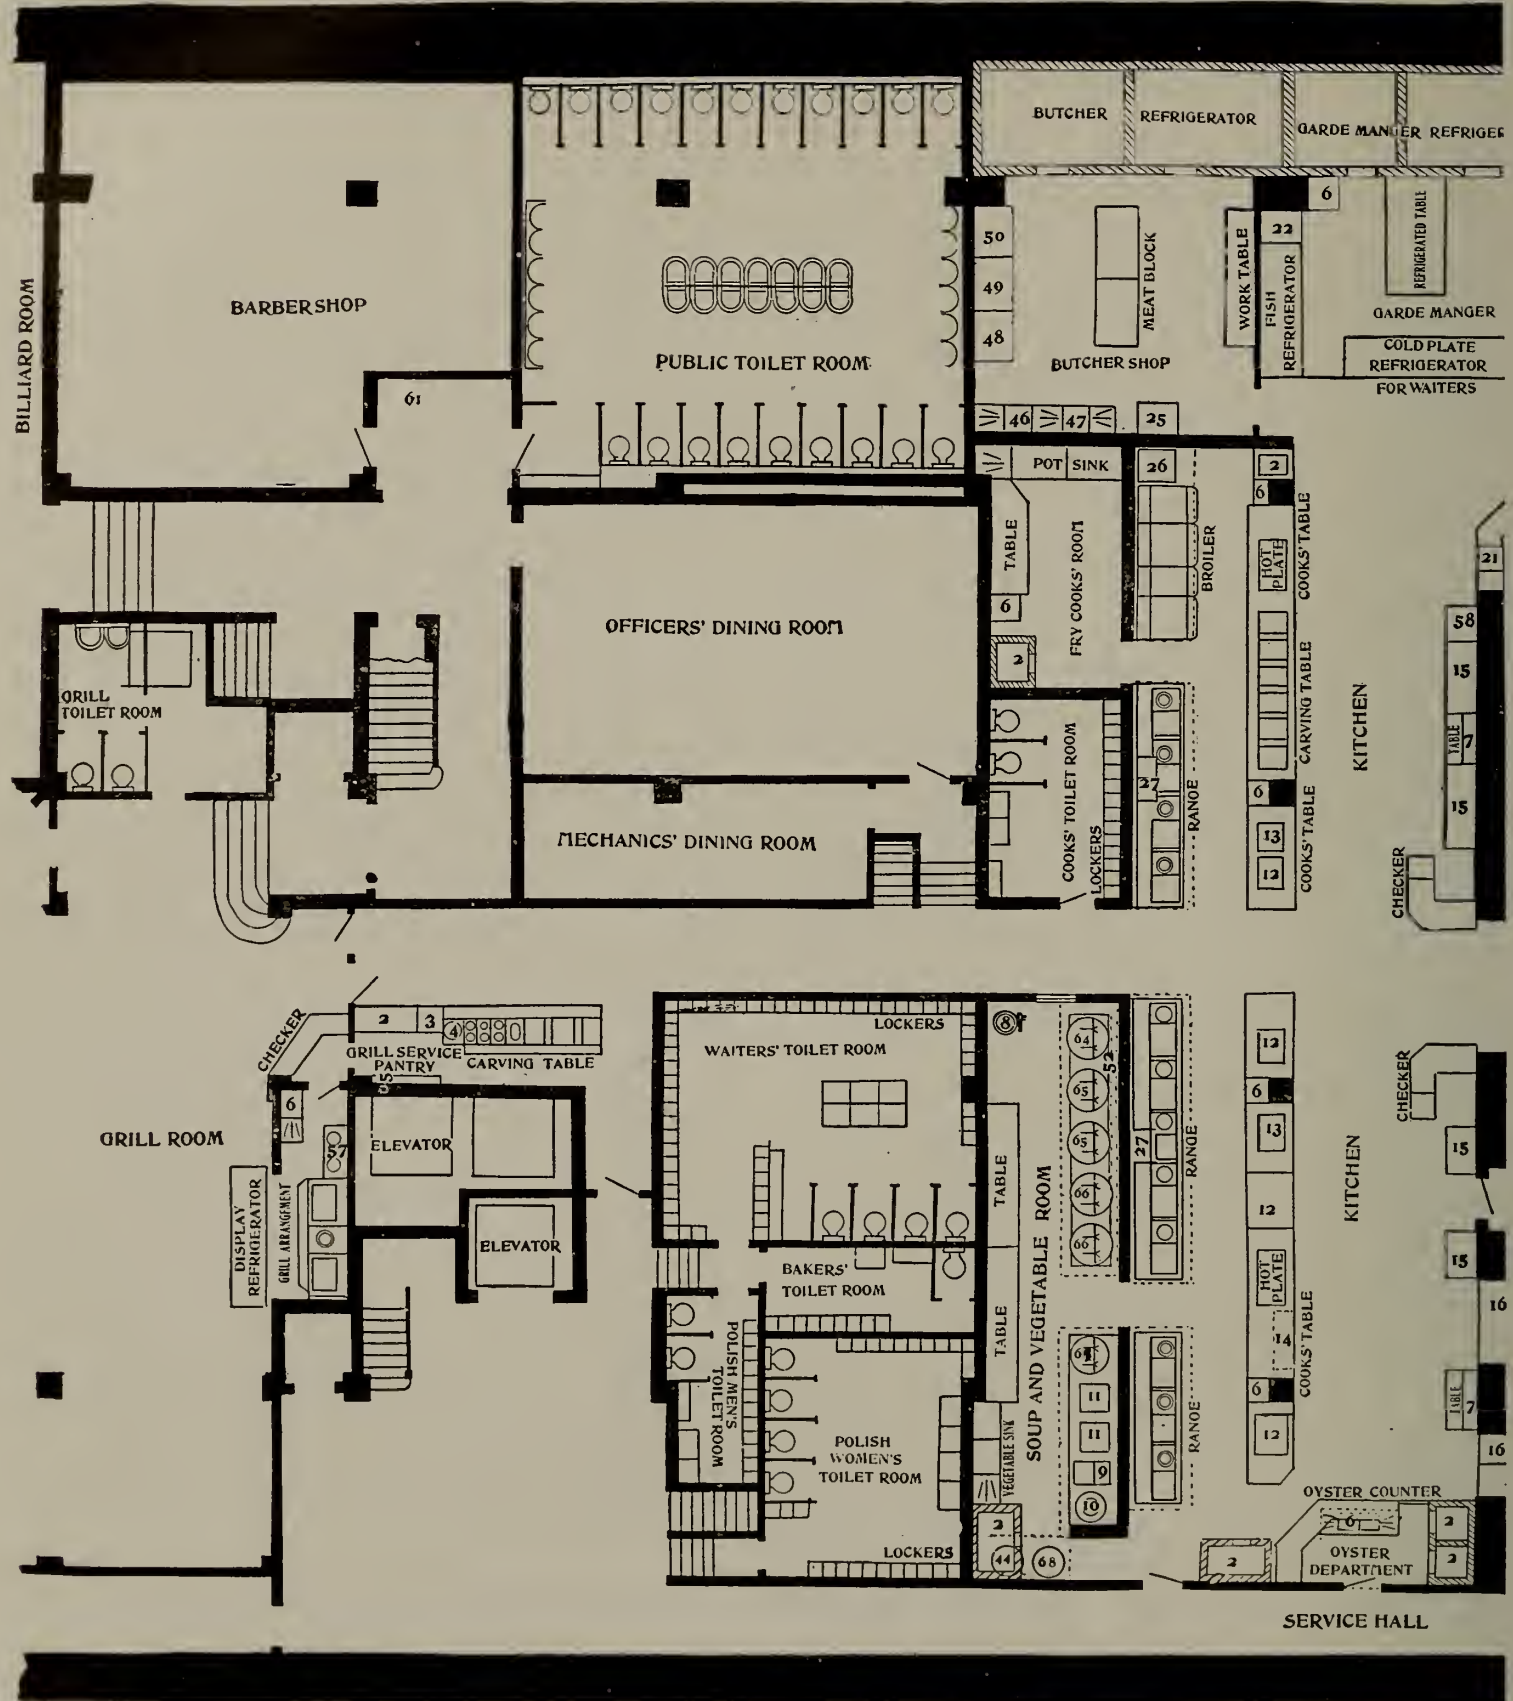 BUTCHER
REFRIGERATOR
GARDE MANGER REFRIGER
6
REFRIGERATED TABLE
22
50
49
48
MEAT BLOCK
WORK TABLE
FISH
REFRIGERATOR
GARDE MANGER
COLD PLATE
REFRIGERATOR
FOR WAITERS
BUTCHER SHOP
46
47
25
BILLIARD ROOM
BARBER SHOP
61
PUBLIC TOILET ROOM
POT SINK
26
2
6
TABLE
6
2
FRY COOKS' ROOM
BROILER
HOT
PLATE
COOKS' TABLE
CARVING TABLE
21
58
15
TABLE
7
15
KITCHEN
OFFICERS' DINING ROOM
GRILL
TOILET ROOM
MECHANICS' DINING ROOM
COOKS' TOILET ROOM
LOCKERS
27
RANGE
6
13
12
COOKS' TABLE
CHECKER
CHECKER
2
3
4
GRILL SERVICE
PANTRY
CARVING TABLE
LOCKERS
WAITERS' TOILET ROOM
8
64
52
65
65
66
66
27
RANGE
12
6
13
12
HOT
PLATE
14
COOKS' TABLE
6
12
KITCHEN
CHECKER
15
15
16
TABLE
7
16
GRILL ROOM
6
57
ELEVATOR
ELEVATOR
DISPLAY
REFRIGERATOR
GRILL ARRANGEMENT
TABLE
TABLE
SOUP AND VEGETABLE ROOM
BAKERS'
TOILET ROOM
POLISH MEN'S
TOILET ROOM
POLISH
WOMEN'S
TOILET ROOM
LOCKERS
VEGETABLE SINK
11
11
9
10
RANGE
2
44
68
2
OYSTER COUNTER
6
OYSTER
DEPARTMENT
2
2
SERVICE HALL